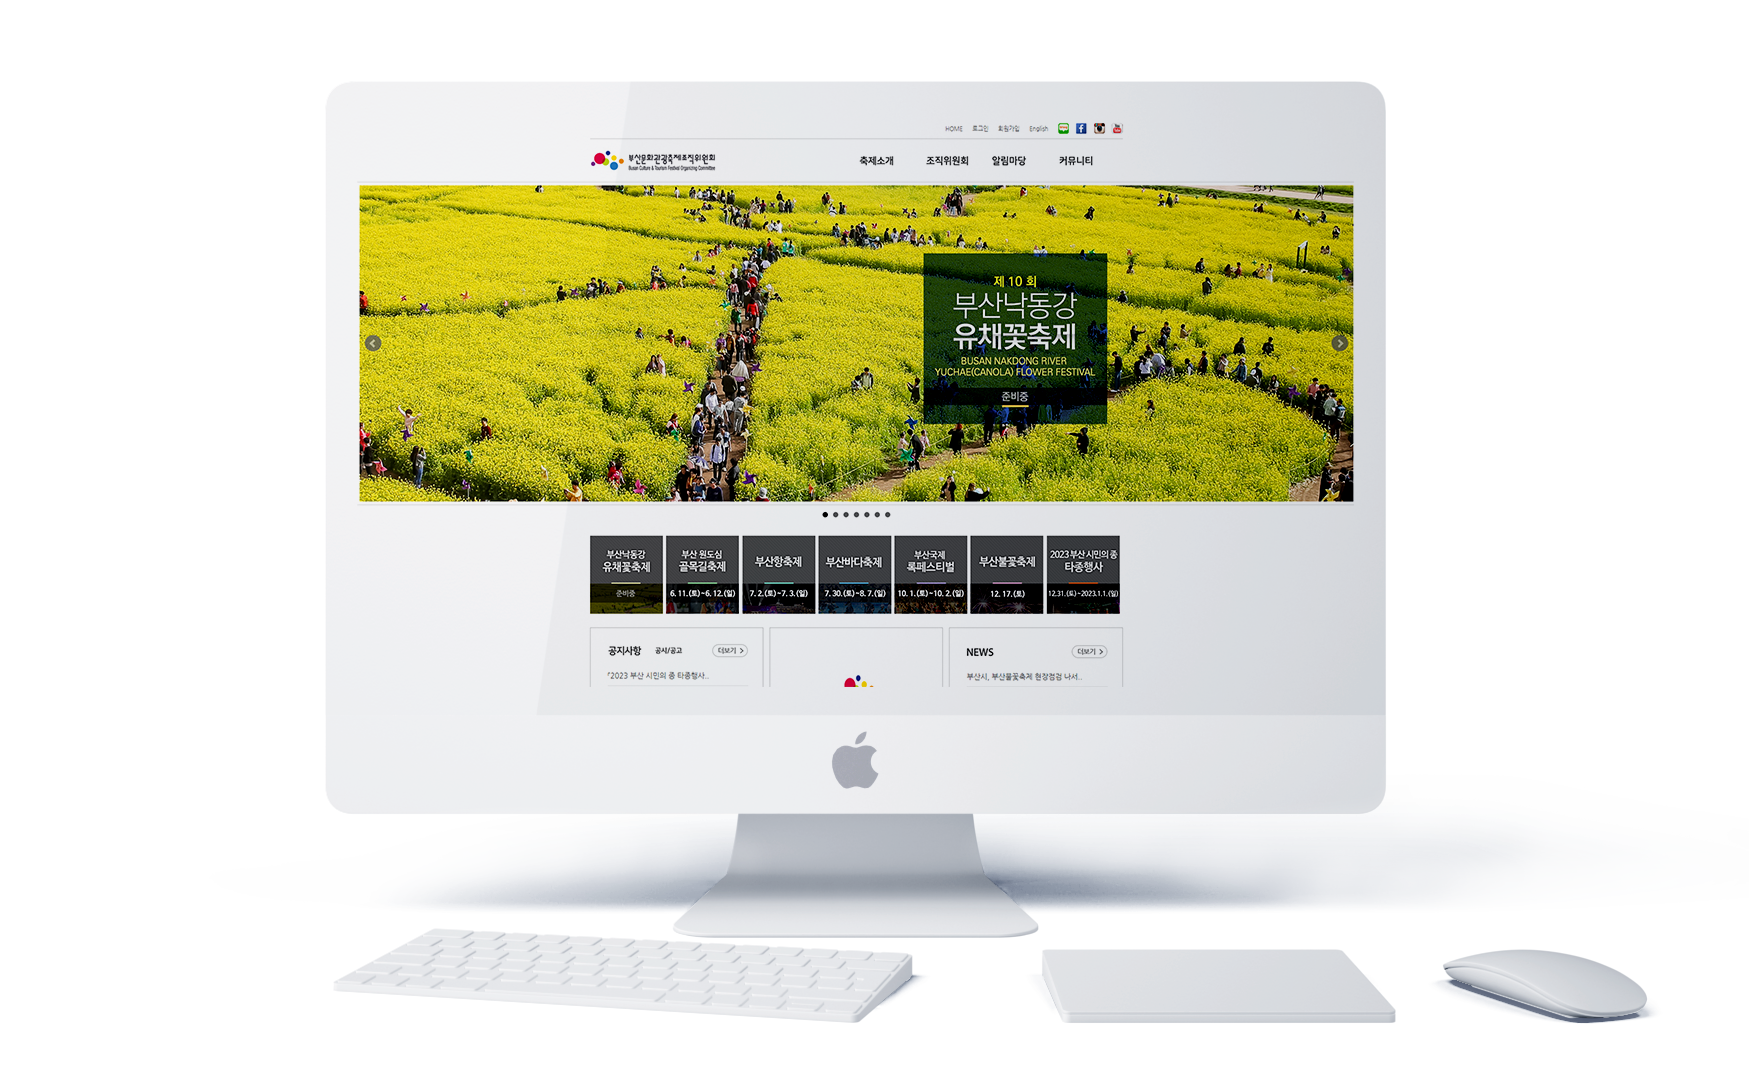 HOME 로그인 회원가입 English
부산문화관광축제조직위원회
Busan Culture & Tourism Festival Organizing Committee
축제소개 조직위원회 알림마당 커뮤니티
제 10 회
부산낙동강
유채꽃축제
BUSAN NAKDONG RIVER
YUCHAE(CANOLA) FLOWER FESTIVAL
준비중
부산낙동강
유채꽃축제
준비중
부산 원도심
골목길축제
6. 11.(토)~6. 12.(일)
부산항축제
7. 2.(토)~7. 3.(일)
부산바다축제
7. 30.(토)~8. 7.(일)
부산국제
록페스티벌
10. 1.(토)~10. 2.(일)
부산불꽃축제
12. 17.(토)
2023 부산 시민의 종
타종행사
12.31.(토)~2023.1.1.(일)
공지사항 공시/공고 더보기
「2023 부산 시민의 종 타종행사..
NEWS 더보기
부산시, 부산불꽃축제 현장점검 나서..